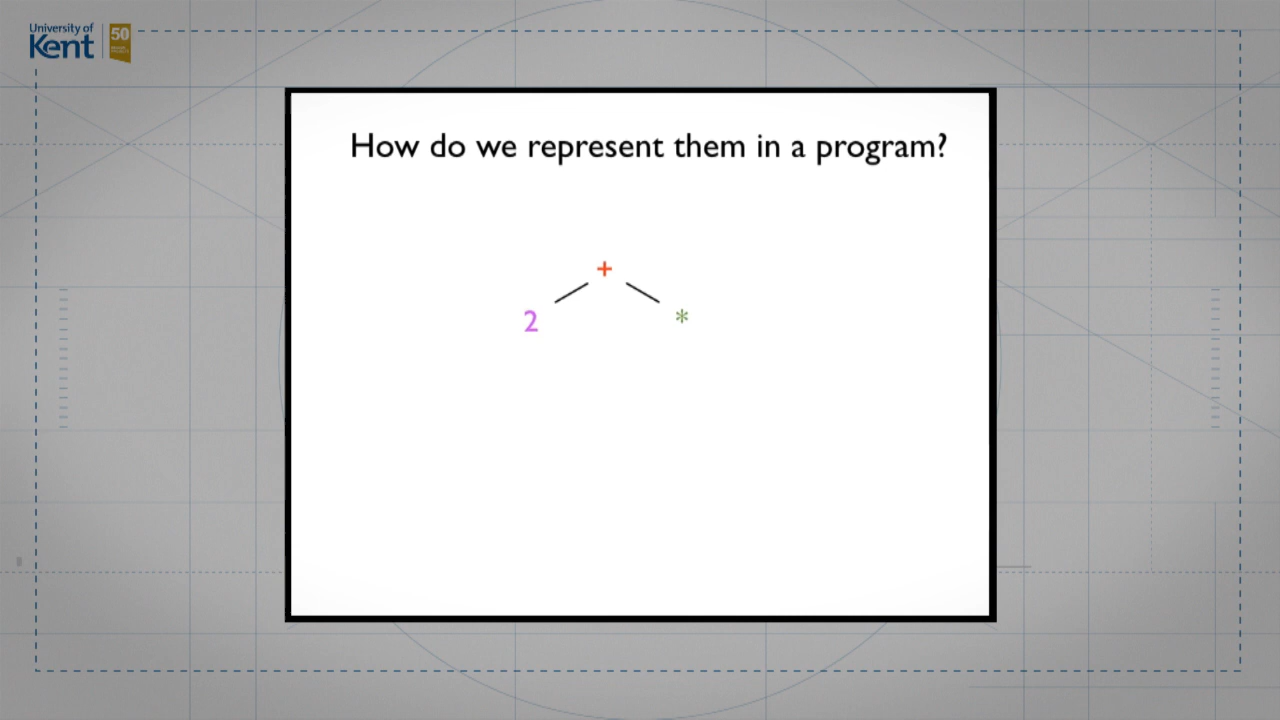 University of
Kent 50
How do we represent them in a program?
+
2 *